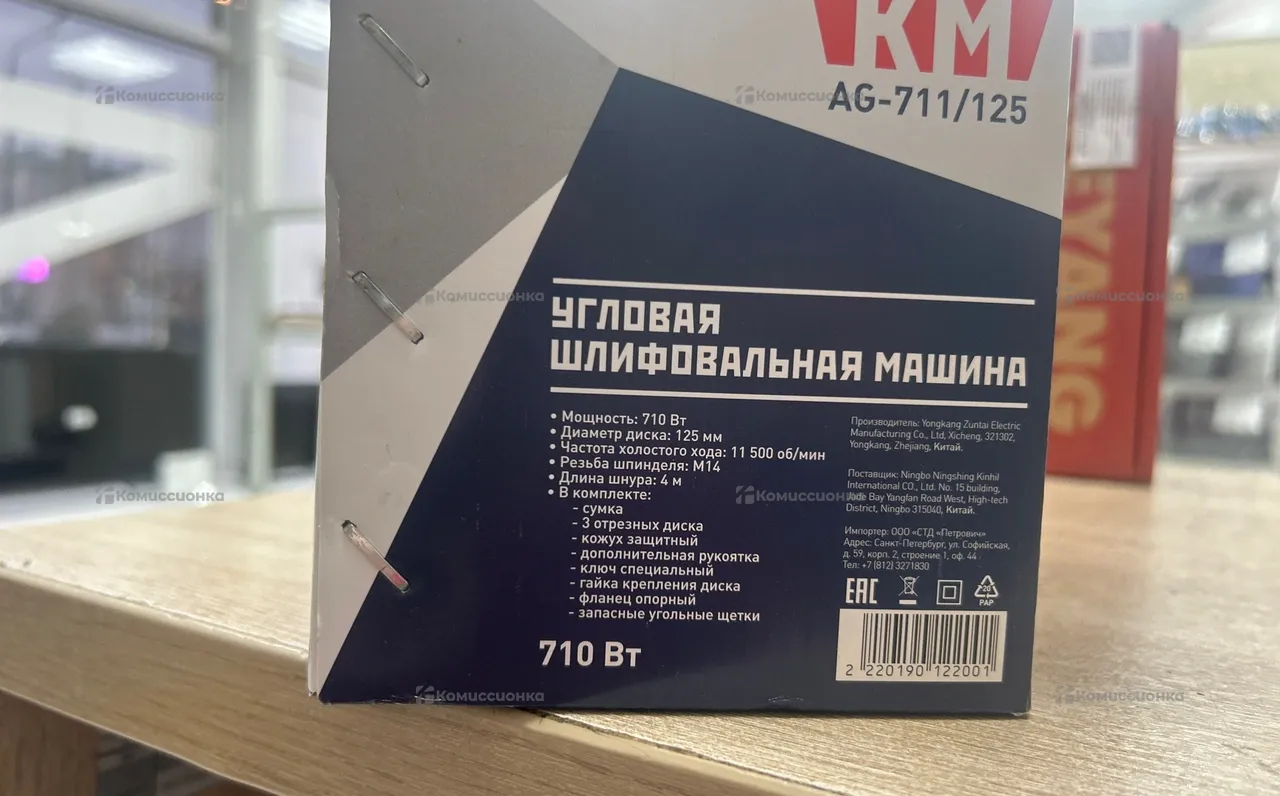 КМ
AG-711/125
УГЛОВАЯ
ШЛИФОВАЛЬНАЯ МАШИНА
• Мощность: 710 Вт
• Диаметр диска: 125 мм
• Частота холостого хода: 11 500 об/мин
• Резьба шпинделя: М14
• Длина шнура: 4 м
• В комплекте:
- сумка
- 3 отрезных диска
- кожух защитный
- дополнительная рукоятка
- ключ специальный
- гайка крепления диска
- фланец опорный
- запасные угольные щетки
710 Вт
Производитель: Yongkang Zuntai Electric
Manufacturing Co., Ltd, Xicheng, 321302,
Yongkang, Zhejiang, Китай.
Поставщик: Ningbo Ningshing Kinhil
International CO., Ltd. No. 15 building,
Jude Bay Yangfan Road West, High-tech
District, Ningbo 315040, Китай.
Импортер: ООО «СТД «Петрович»
Адрес: Санкт-Петербург, ул. Софийская,
д. 59, корп. 2, строение 1, оф. 44
Тел: +7 (812) 3271830
EAC
20
PAP
2 220190 122001
YANG
Комиссионка
Комиссионка
Комиссионка
Комиссионка
Комиссионка
Комиссионка
Комиссионка
Комиссионка